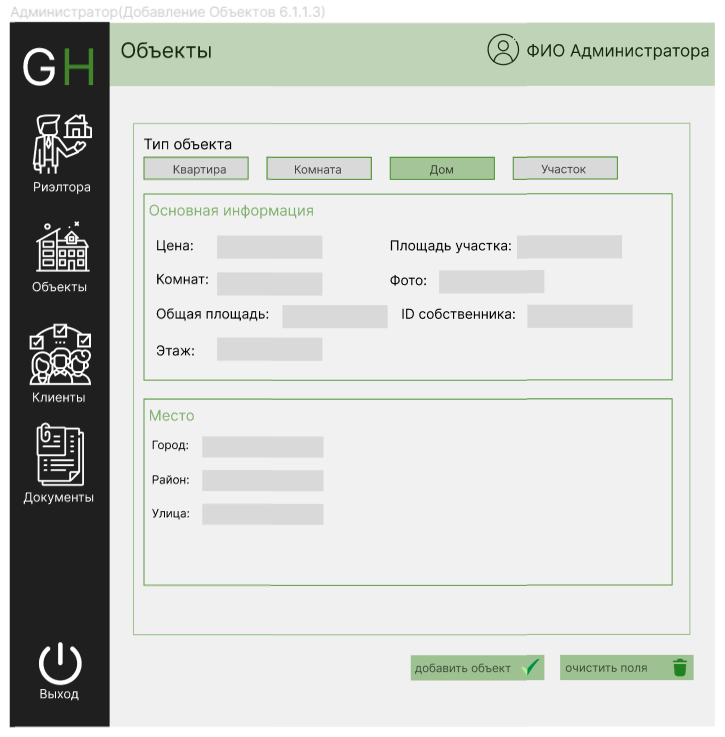 Администратор(Добавление Объектов 6.1.1.3)
GH
Объекты
ФИО Администратора
Риэлтора
Объекты
Клиенты
Документы
Выход
Тип объекта
Квартира Комната Дом Участок
Основная информация
Цена: Площадь участка:
Комнат: Фото:
Общая площадь: ID собственника:
Этаж:
Место
Город:
Район:
Улица:
добавить объект очистить поля